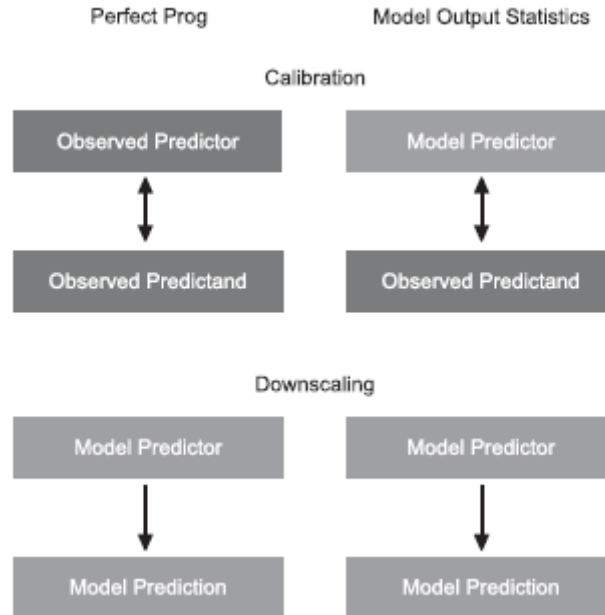 Perfect Prog
Model Output Statistics
Calibration
Observed Predictor
Model Predictor
Observed Predictand
Observed Predictand
Downscaling
Model Predictor
Model Predictor
Model Prediction
Model Prediction